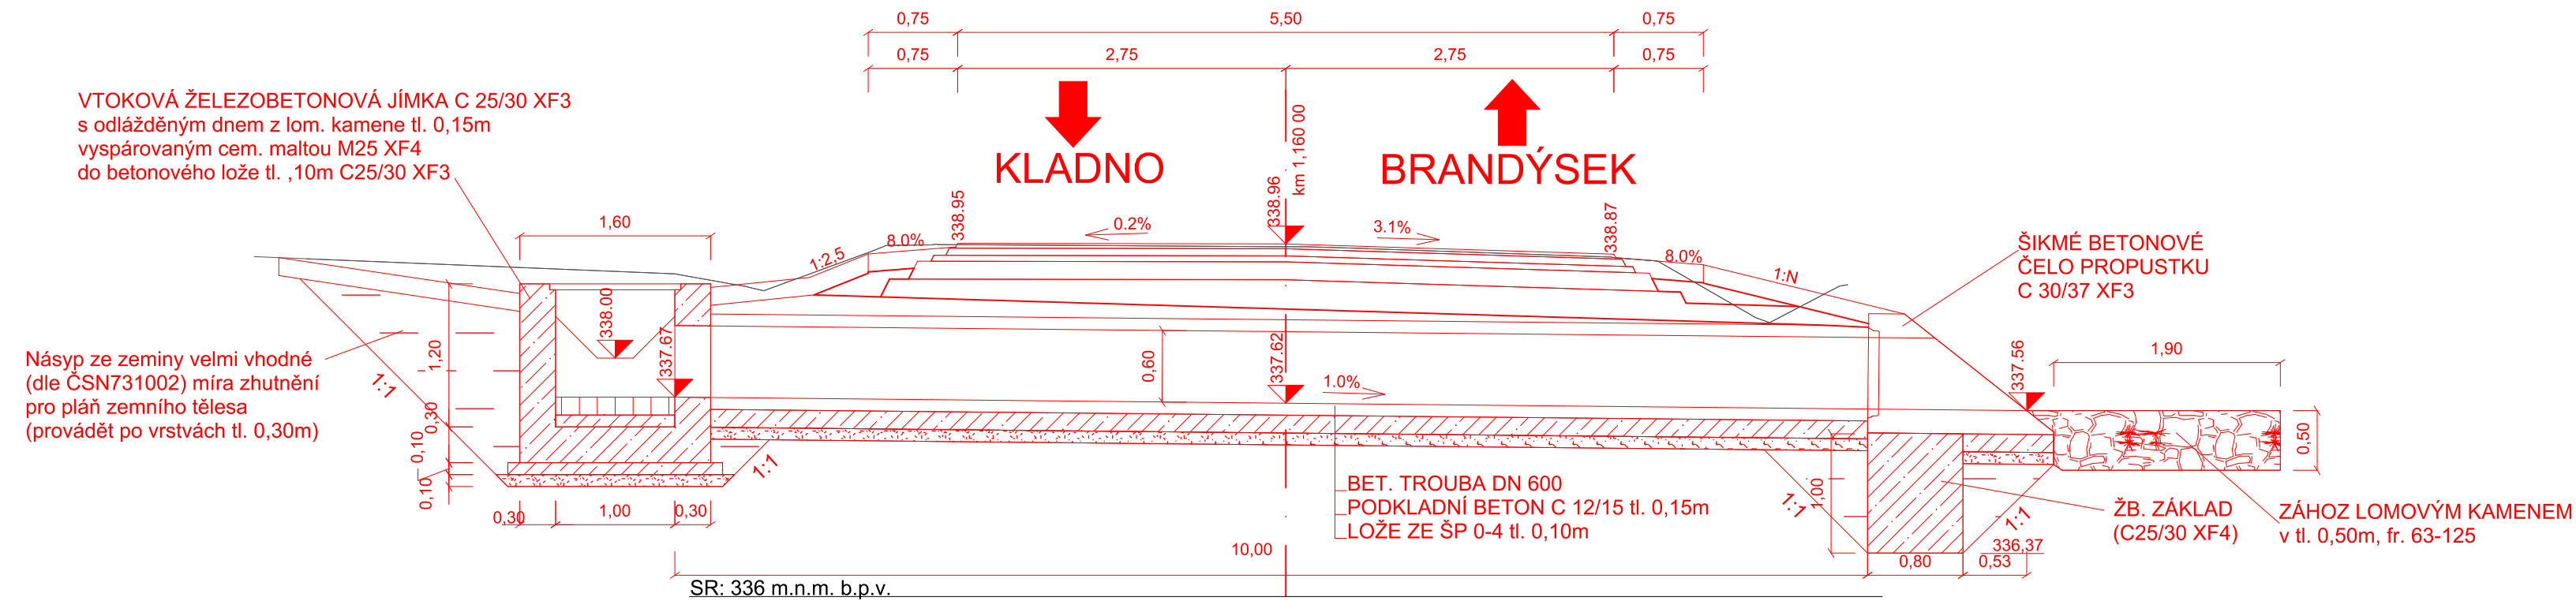 0,75
5,50
0,75
0,75
2,75
2,75
0,75
VTOKOVÁ ŽELEZOBETONOVÁ JÍMKA C 25/30 XF3
s odlážděným dnem z lom. kamene tl. 0,15m
vyspárovaným cem. maltou M25 XF4
do betonového lože tl. ,10m C25/30 XF3
KLADNO
BRANDÝSEK
km 1,160 00
1,60
338.95
338.96
338.87
0.2%
3.1%
8.0%
1:2,5
8.0%
1:N
ŠIKMÉ BETONOVÉ
ČELO PROPUSTKU
C 30/37 XF3
338.00
337.67
337.62
337.56
1,20
0,60
1.0%
1,90
Násyp ze zeminy velmi vhodné
(dle ČSN731002) míra zhutnění
pro pláň zemního tělesa
(provádět po vrstvách tl. 0,30m)
1:1
0,30
0,10
0,10
1:1
0,50
BET. TROUBA DN 600
PODKLADNÍ BETON C 12/15 tl. 0,15m
LOŽE ZE ŠP 0-4 tl. 0,10m
1:1
1,00
1:1
ŽB. ZÁKLAD
(C25/30 XF4)
ZÁHOZ LOMOVÝM KAMENEM
v tl. 0,50m, fr. 63-125
0,30
1,00
0,30
10,00
336,37
0,80
0,53
SR: 336 m.n.m. b.p.v.